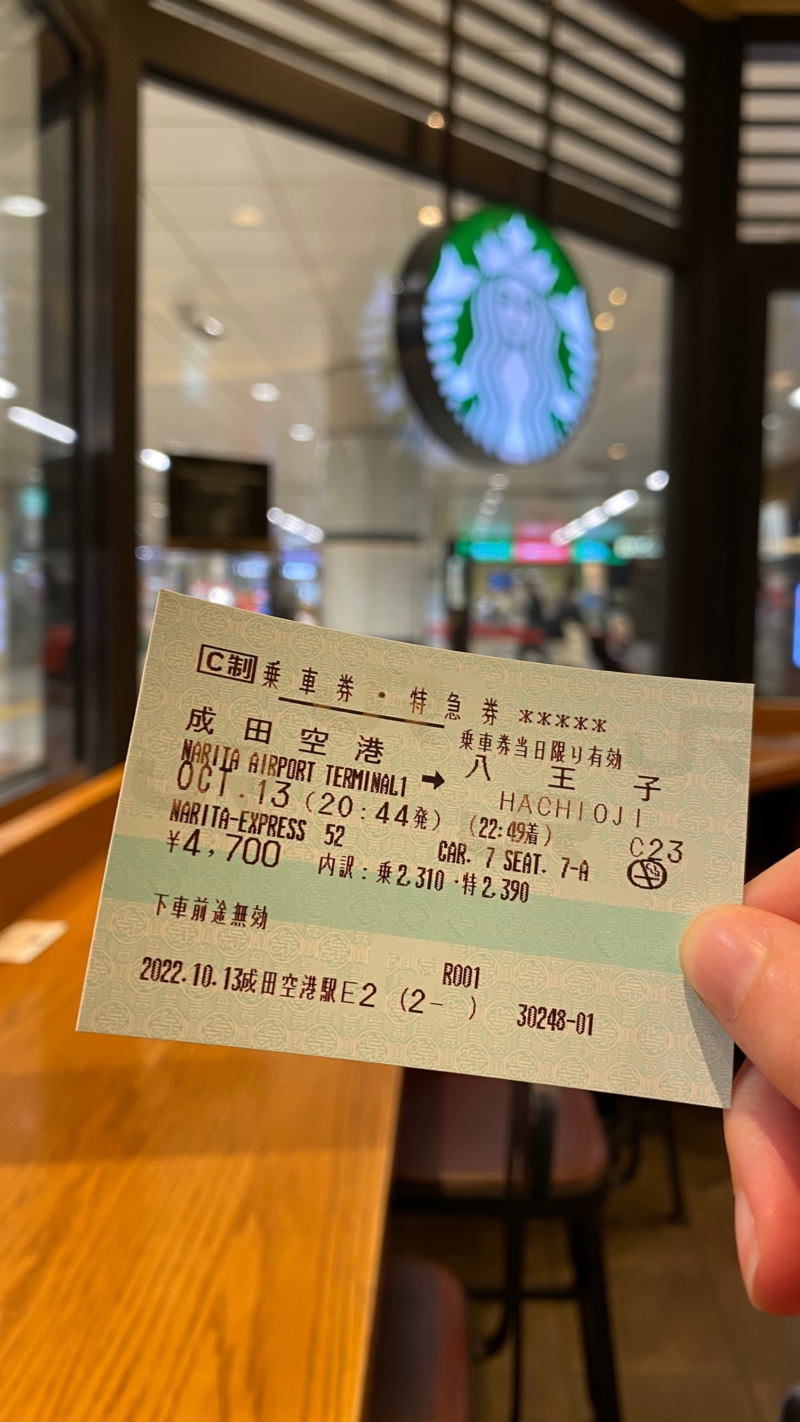 C制 乗車券・特急券 *****
乗車券当日限り有効
成田空港 → 八王子
NARITA AIRPORT TERMINAL1 HACHIOJI
OCT.13 (20:44発) (22:49着) C23
NARITA-EXPRESS 52 CAR. 7 SEAT. 7-A
¥4,700 内訳:乗2,310・特2,390
下車前途無効
R001
2022.10.13成田空港駅E2 (2- ) 30248-01